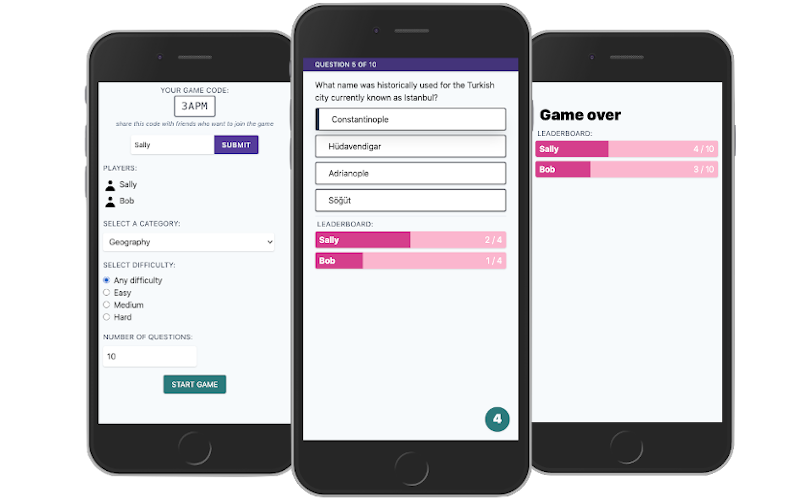 YOUR GAME CODE:
3APM
share this code with friends who want to join the game
Sally
SUBMIT
PLAYERS:
Sally
Bob
SELECT A CATEGORY:
Geography
SELECT DIFFICULTY:
Any difficulty
Easy
Medium
Hard
NUMBER OF QUESTIONS:
10
START GAME
QUESTION 5 OF 10
What name was historically used for the Turkish
city currently known as Istanbul?
Constantinople
Hüdavendigar
Adrianople
Söğüt
LEADERBOARD:
Sally 2 / 4
Bob 1 / 4
4
Game over
LEADERBOARD:
Sally 4 / 10
Bob 3 / 10